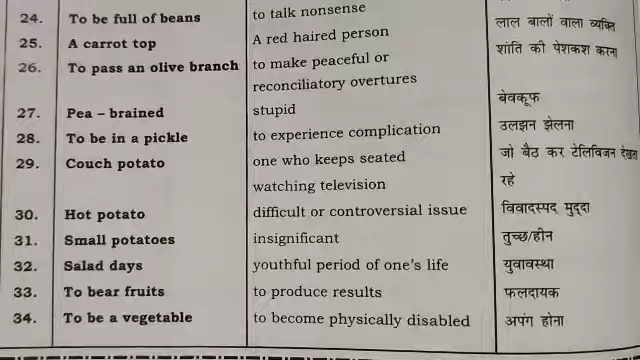 24. To be full of beans to talk nonsense
25. A carrot top A red haired person लाल बालों वाला व्यक्ति
26. To pass an olive branch to make peaceful or शांति की पेशकश करना
reconciliatory overtures
27. Pea – brained stupid बेवकूफ
28. To be in a pickle to experience complication उलझन झेलना
29. Couch potato one who keeps seated जो बैठ कर टेलिविजन देखता
watching television रहे
30. Hot potato difficult or controversial issue विवादस्पद मुद्दा
31. Small potatoes insignificant तुच्छ/हीन
32. Salad days youthful period of one's life युवावस्था
33. To bear fruits to produce results फलदायक
34. To be a vegetable to become physically disabled अपंग होना